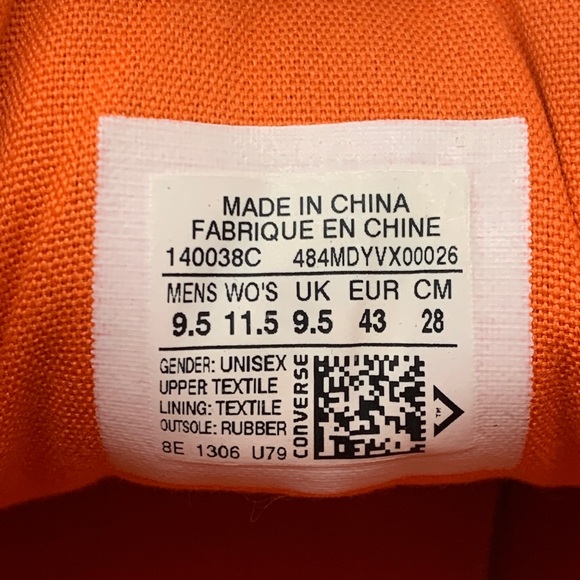 MADE IN CHINA
FABRIQUE EN CHINE
140038C 484MDYVX00026
MENS WO'S UK EUR CM
9.5 11.5 9.5 43 28
GENDER: UNISEX
UPPER: TEXTILE
LINING: TEXTILE
OUTSOLE: RUBBER
8E 1306 U79
CONVERSE
TM